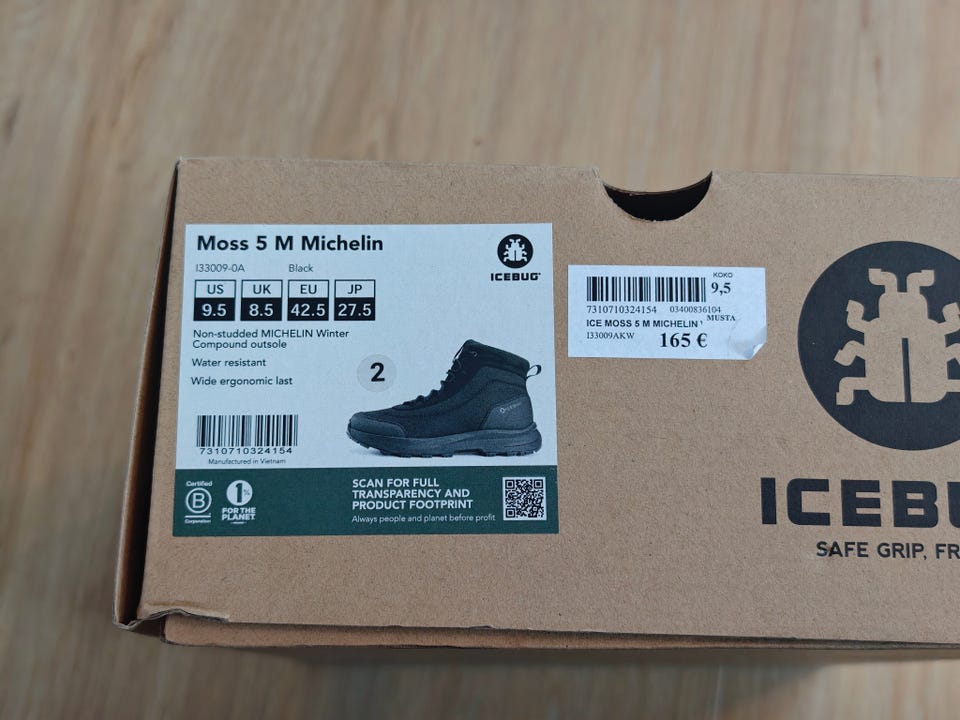 Moss 5 M Michelin
I33009-0A Black
ICEBUG
US UK EU JP
9.5 8.5 42.5 27.5
Non-studded MICHELIN Winter
Compound outsole
Water resistant
Wide ergonomic last
2
7310710324154
Manufactured in Vietnam
Certified
B
Corporation
1%
FOR THE
PLANET
SCAN FOR FULL
TRANSPARENCY AND
PRODUCT FOOTPRINT
Always people and planet before profit
KOKO
9,5
7310710324154 03400836104
ICE MOSS 5 M MICHELIN MUSTA
I33009AKW 165 €
ICEBU
SAFE GRIP, FR